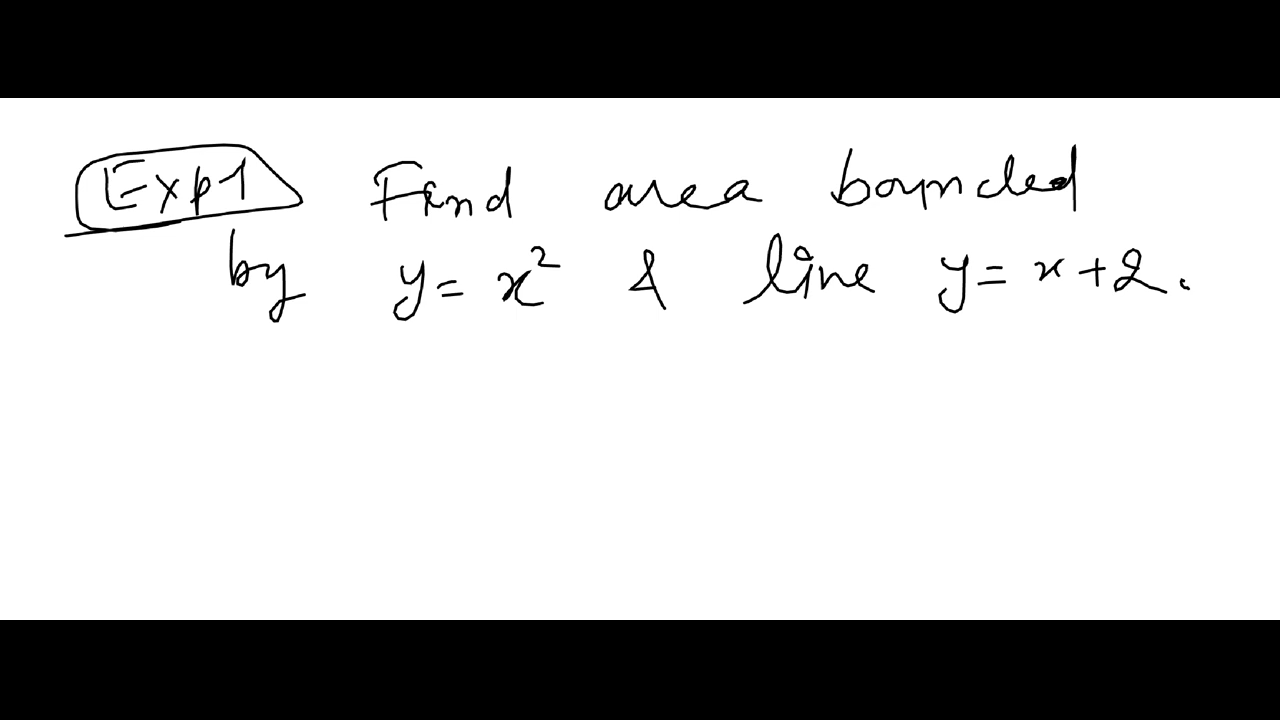 Exp1 Find area bounded
by y = x² & line y = x + 2.